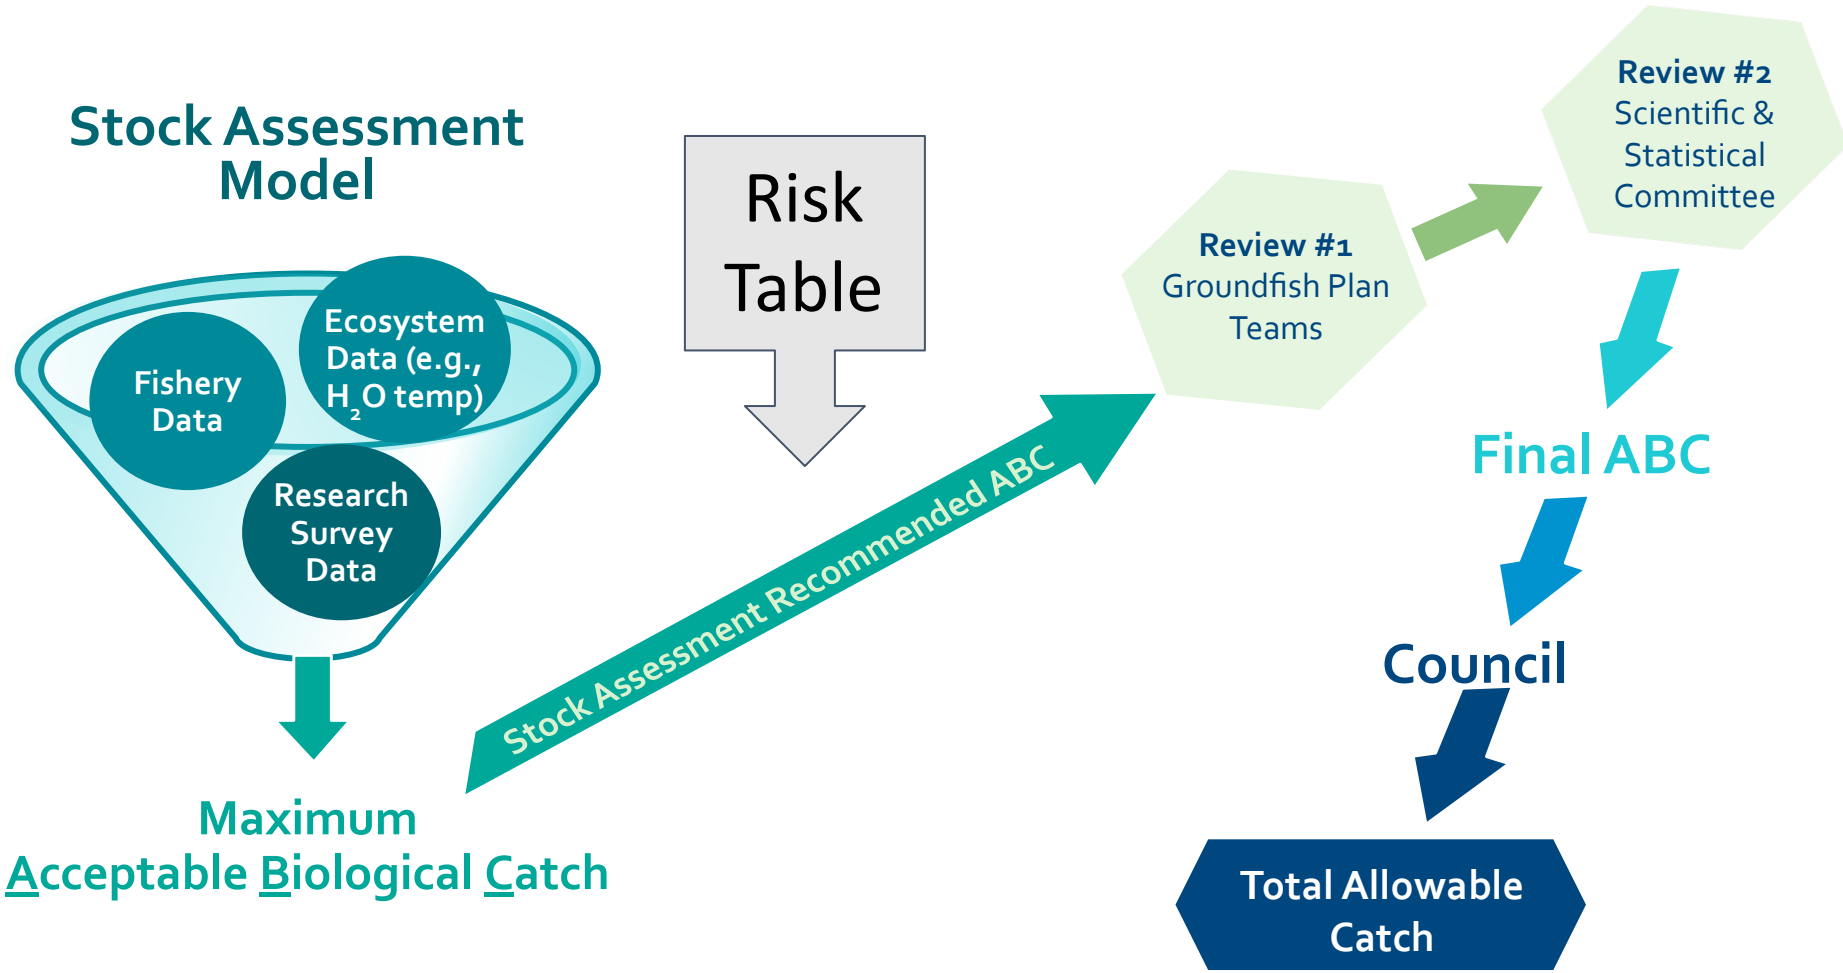 Stock Assessment
Model
Fishery
Data
Ecosystem
Data (e.g.,
H₂O temp)
Research
Survey
Data
Maximum
Acceptable Biological Catch
Risk
Table
Stock Assessment Recommended ABC
Review #1
Groundfish Plan
Teams
Review #2
Scientific &
Statistical
Committee
Final ABC
Council
Total Allowable
Catch